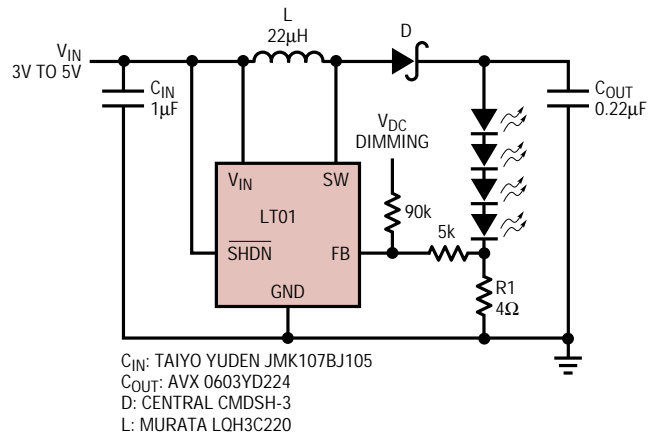 L
22µH
D
VIN
3V TO 5V
CIN
1µF
COUT
0.22µF
VDC
DIMMING
VIN
SW
LT01
90k
5k
SHDN
FB
GND
R1
4Ω
CIN: TAIYO YUDEN JMK107BJ105
COUT: AVX 0603YD224
D: CENTRAL CMDSH-3
L: MURATA LQH3C220